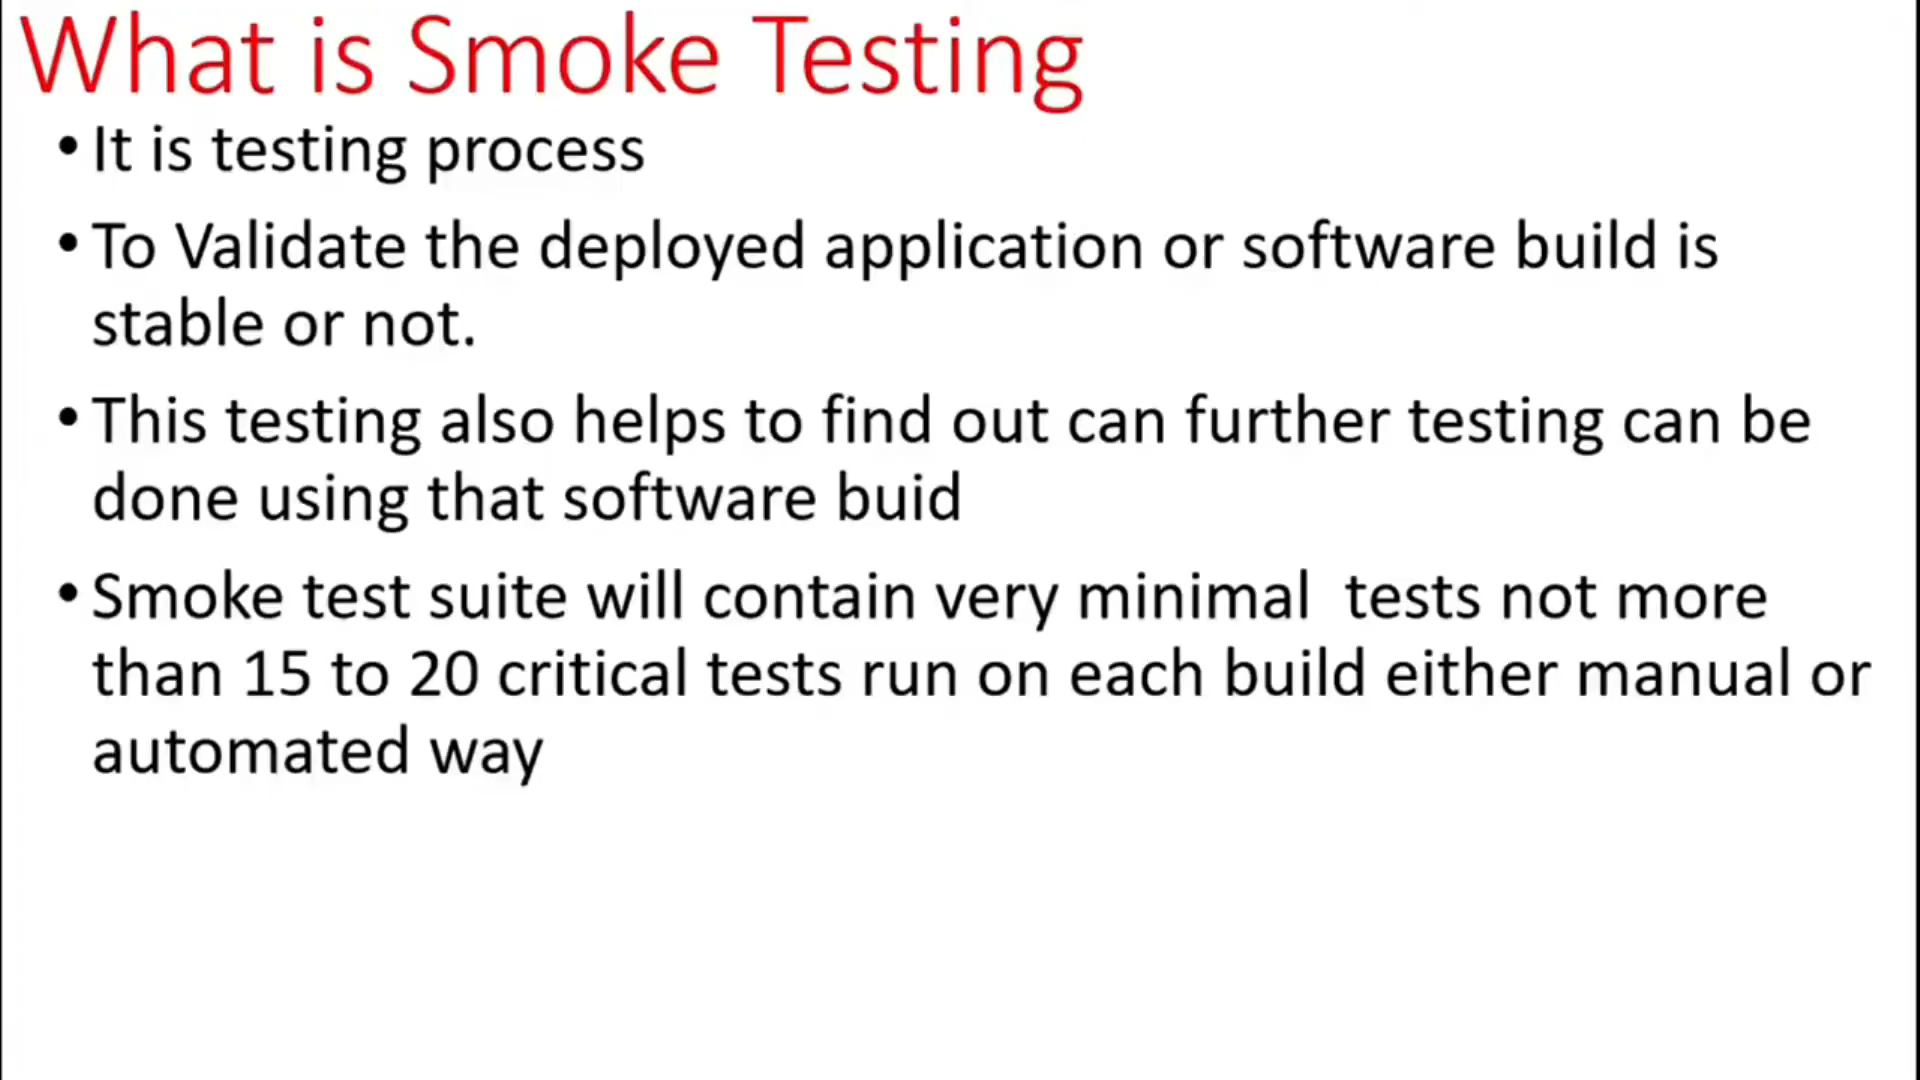 What is Smoke Testing
• It is testing process
• To Validate the deployed application or software build is
stable or not.
• This testing also helps to find out can further testing can be
done using that software buid
• Smoke test suite will contain very minimal  tests not more
than 15 to 20 critical tests run on each build either manual or
automated way